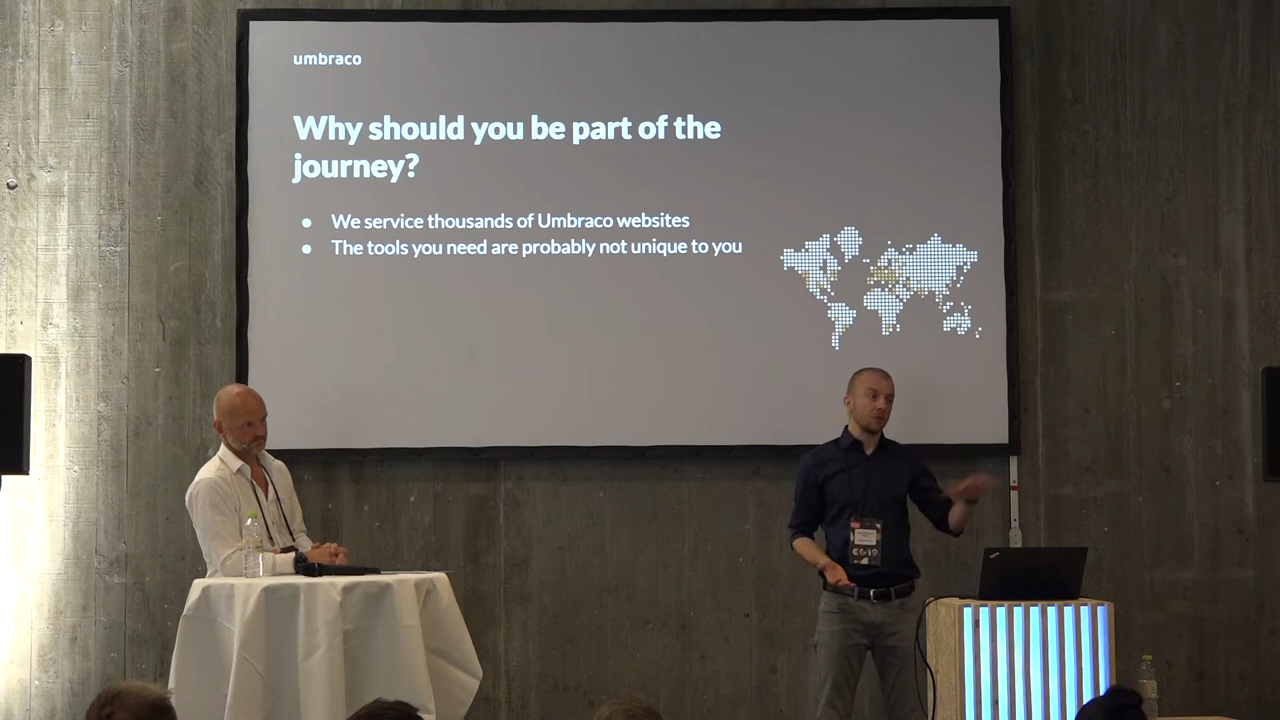 umbraco
Why should you be part of the
journey?
● We service thousands of Umbraco websites
● The tools you need are probably not unique to you
CG19